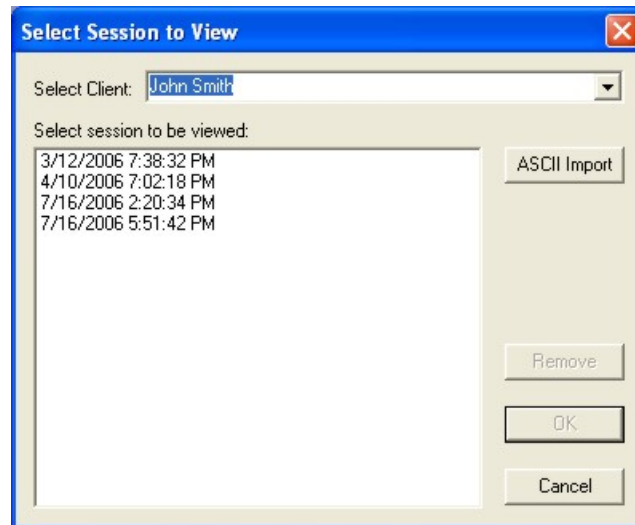 Select Session to View
Select Client: John Smith
Select session to be viewed:
3/12/2006 7:38:32 PM
4/10/2006 7:02:18 PM
7/16/2006 2:20:34 PM
7/16/2006 5:51:42 PM
ASCII Import
Remove
OK
Cancel